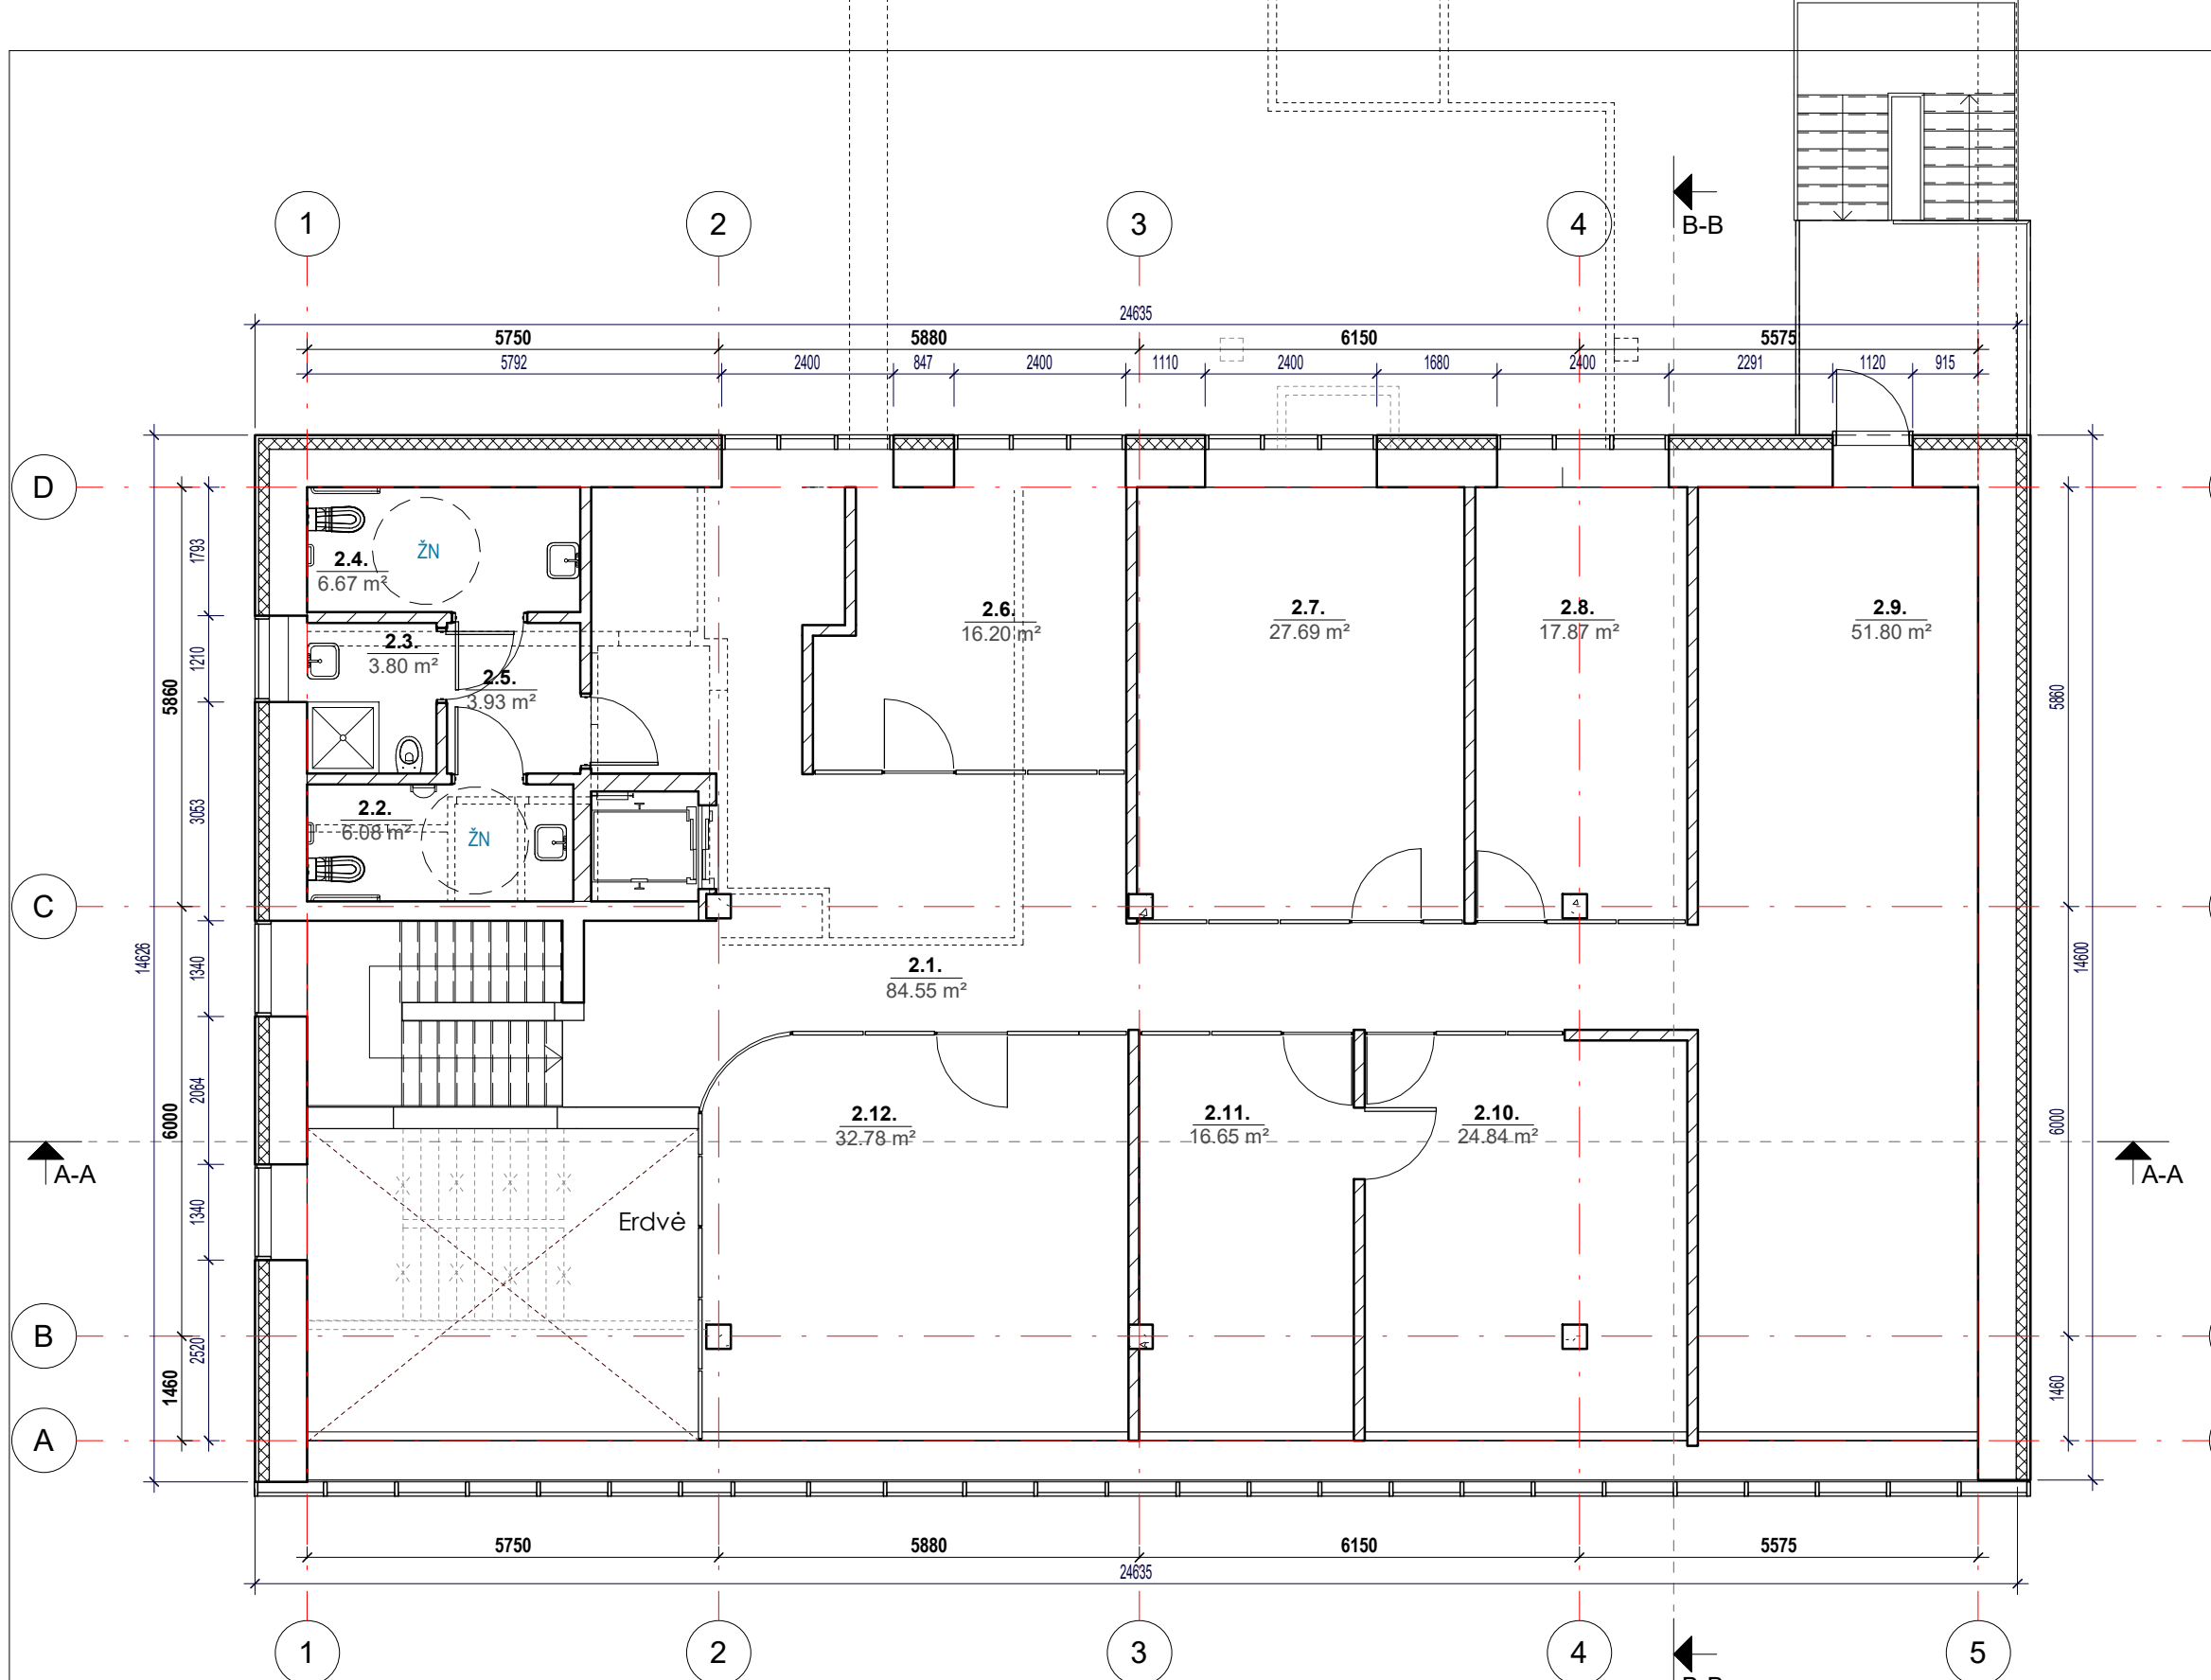 1
2
3
4
B-B
24635
5750
5880
6150
5575
5792
2400
847
2400
1110
2400
1680
2400
2291
1120
915
D
C
B
A
14626
5860
6000
1460
1793
1210
3053
1340
2064
1340
2520
2.4.
6.67 m²
ŽN
2.3.
3.80 m²
2.5.
3.93 m²
2.2.
6.08 m²
ŽN
2.6.
16.20 m²
2.7.
27.69 m²
2.8.
17.87 m²
2.9.
51.80 m²
2.1.
84.55 m²
2.12.
32.78 m²
2.11.
16.65 m²
2.10.
24.84 m²
Erdvė
5860
14600
6000
1460
A-A
A-A
5750
5880
6150
5575
24635
1
2
3
4
5
B-B